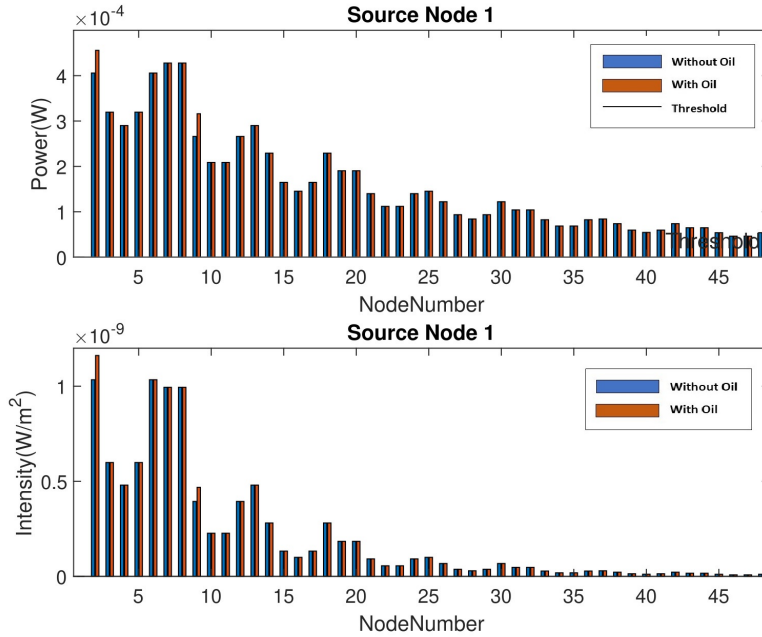 ×10⁻⁴
Source Node 1
Power(W)
4
3
2
1
0
Without Oil
With Oil
Threshold
Threshold
5 10 15 20 25 30 35 40 45
NodeNumber
×10⁻⁹
Source Node 1
Intensity(W/m²)
1
0.5
0
Without Oil
With Oil
5 10 15 20 25 30 35 40 45
NodeNumber